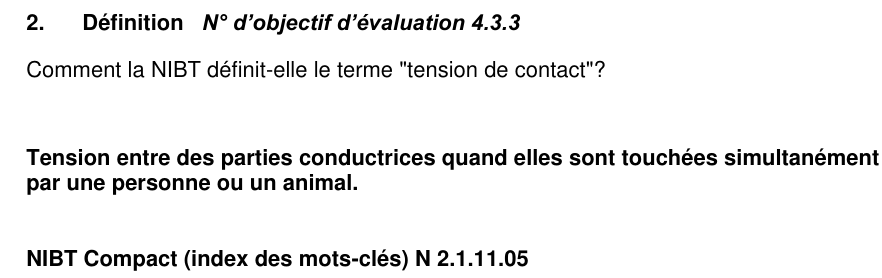 2. Définition N° d’objectif d’évaluation 4.3.3
Comment la NIBT définit-elle le terme "tension de contact"?
Tension entre des parties conductrices quand elles sont touchées simultanément
par une personne ou un animal.
NIBT Compact (index des mots-clés) N 2.1.11.05